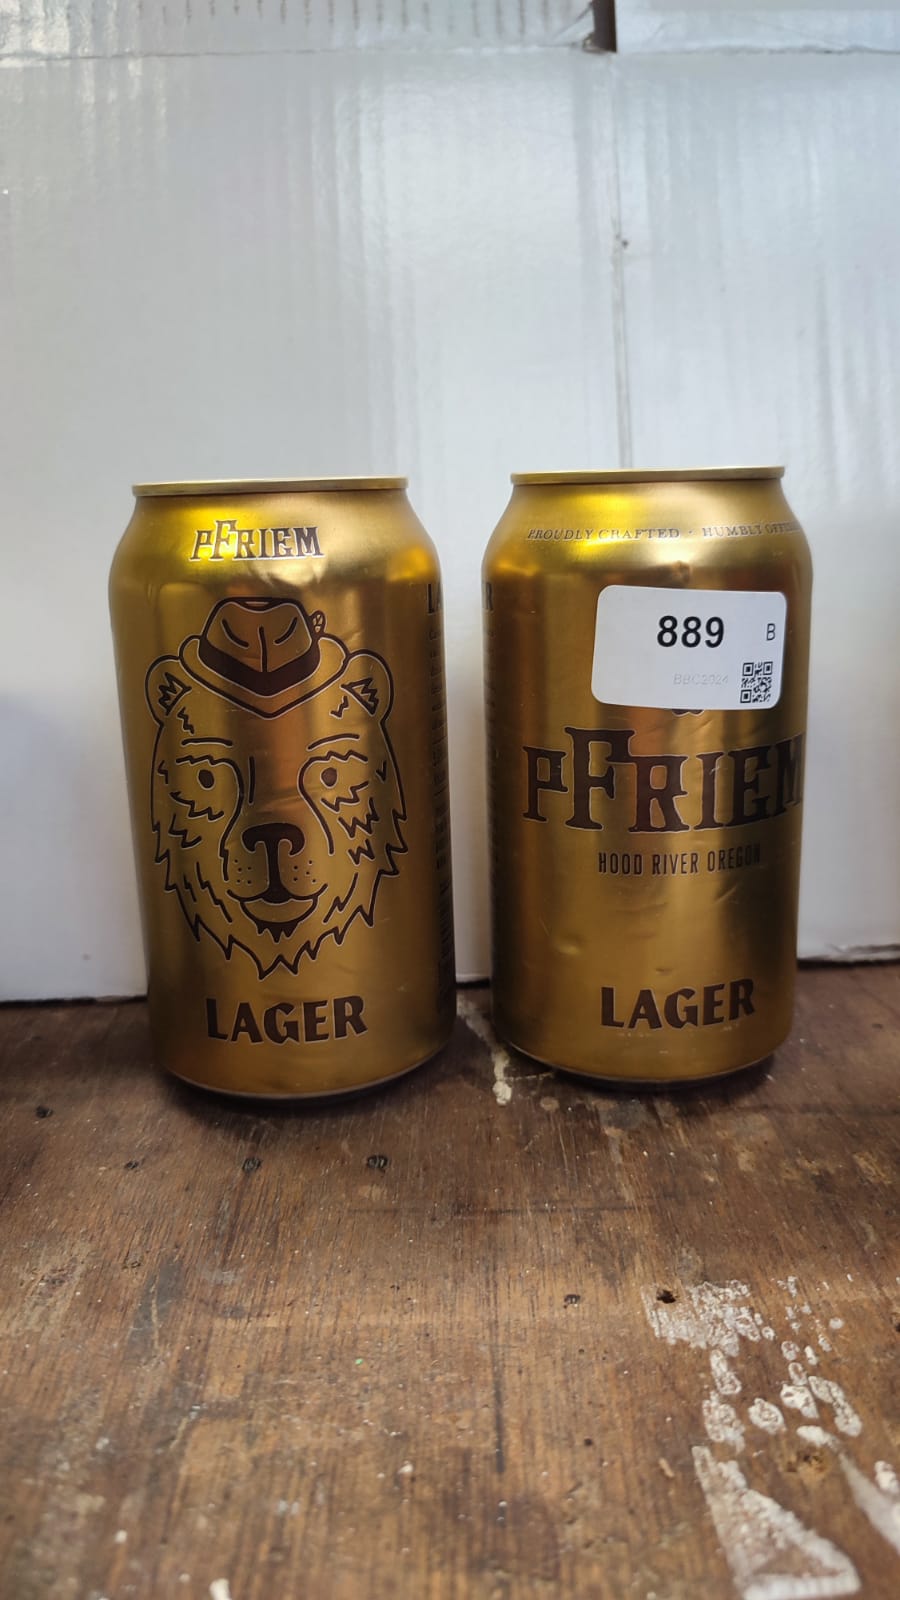 PFRIEM
LAGER
PROUDLY CRAFTED · HUMBLY
889 B
BBC2024
PFRIEM
HOOD RIVER OREGON
LAGER